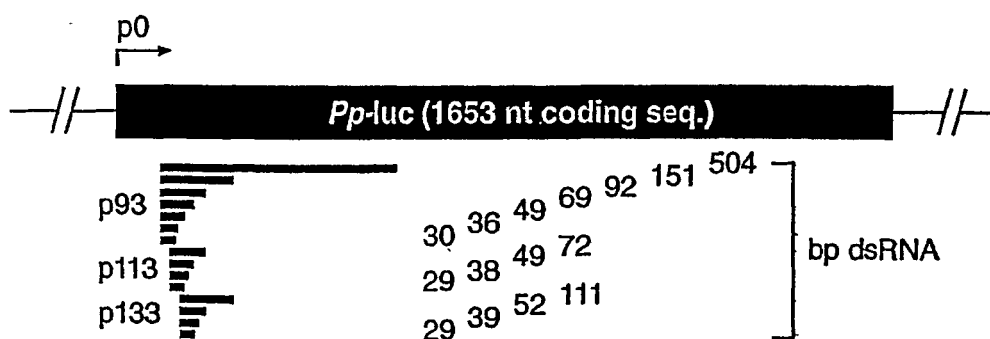 p0
Pp-luc (1653 nt coding seq.)
p93
30 36 49 69 92 151 504
p113
29 38 49 72
p133
29 39 52 111
bp dsRNA